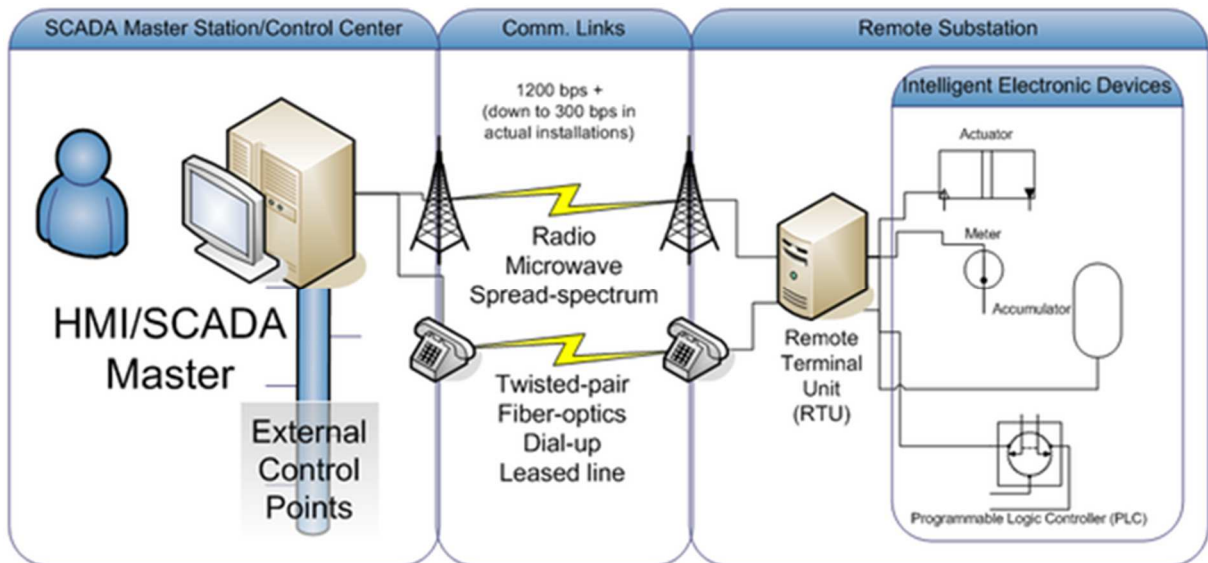 SCADA Master Station/Control Center
Comm. Links
Remote Substation
1200 bps +
(down to 300 bps in
actual installations)
Intelligent Electronic Devices
Actuator
Meter
Accumulator
Radio
Microwave
Spread-spectrum
HMI/SCADA
Master
External
Control
Points
Twisted-pair
Fiber-optics
Dial-up
Leased line
Remote
Terminal
Unit
(RTU)
Programmable Logic Controller (PLC)